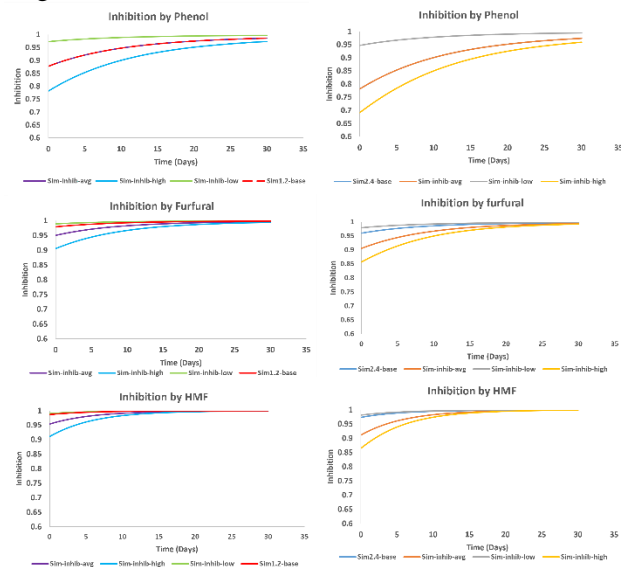 Inhibition by Phenol
1
0.95
0.9
0.85
0.8
0.75
0.7
0.65
0.6
Inhibition
0 5 10 15 20 25 30 35
Time (Days)
Sim-inhib-avg Sim-inhib-high Sim-inhib-low Sim1.2-base
Inhibition by Phenol
1
0.95
0.9
0.85
0.8
0.75
0.7
0.65
0.6
Inhibition
0 5 10 15 20 25 30 35
Time (Days)
Sim2.4-base Sim-inhib-avg Sim-inhib-low Sim-inhib-high
Inhibition by Furfural
1
0.95
0.9
0.85
0.8
0.75
0.7
0.65
0.6
Inhibition
0 5 10 15 20 25 30 35
Time (Days)
Sim-inhib-avg Sim-inhib-high Sim-inhib-low Sim1.2-base
Inhibition by furfural
1
0.95
0.9
0.85
0.8
0.75
0.7
0.65
0.6
Inhibition
0 5 10 15 20 25 30 35
Time (Days)
Sim2.4-base Sim-inhib-avg Sim-inhib-low Sim-inhib-high
Inhibition by HMF
1
0.95
0.9
0.85
0.8
0.75
0.7
0.65
0.6
Inhibition
0 5 10 15 20 25 30 35
Time (Days)
Sim-inhib-avg Sim-inhib-high Sim-inhib-low Sim1.2-base
Inhibition by HMF
1
0.95
0.9
0.85
0.8
0.75
0.7
0.65
0.6
Inhibition
0 5 10 15 20 25 30 35
Time (Days)
Sim2.4-base Sim-inhib-avg Sim-inhib-low Sim-inhib-high